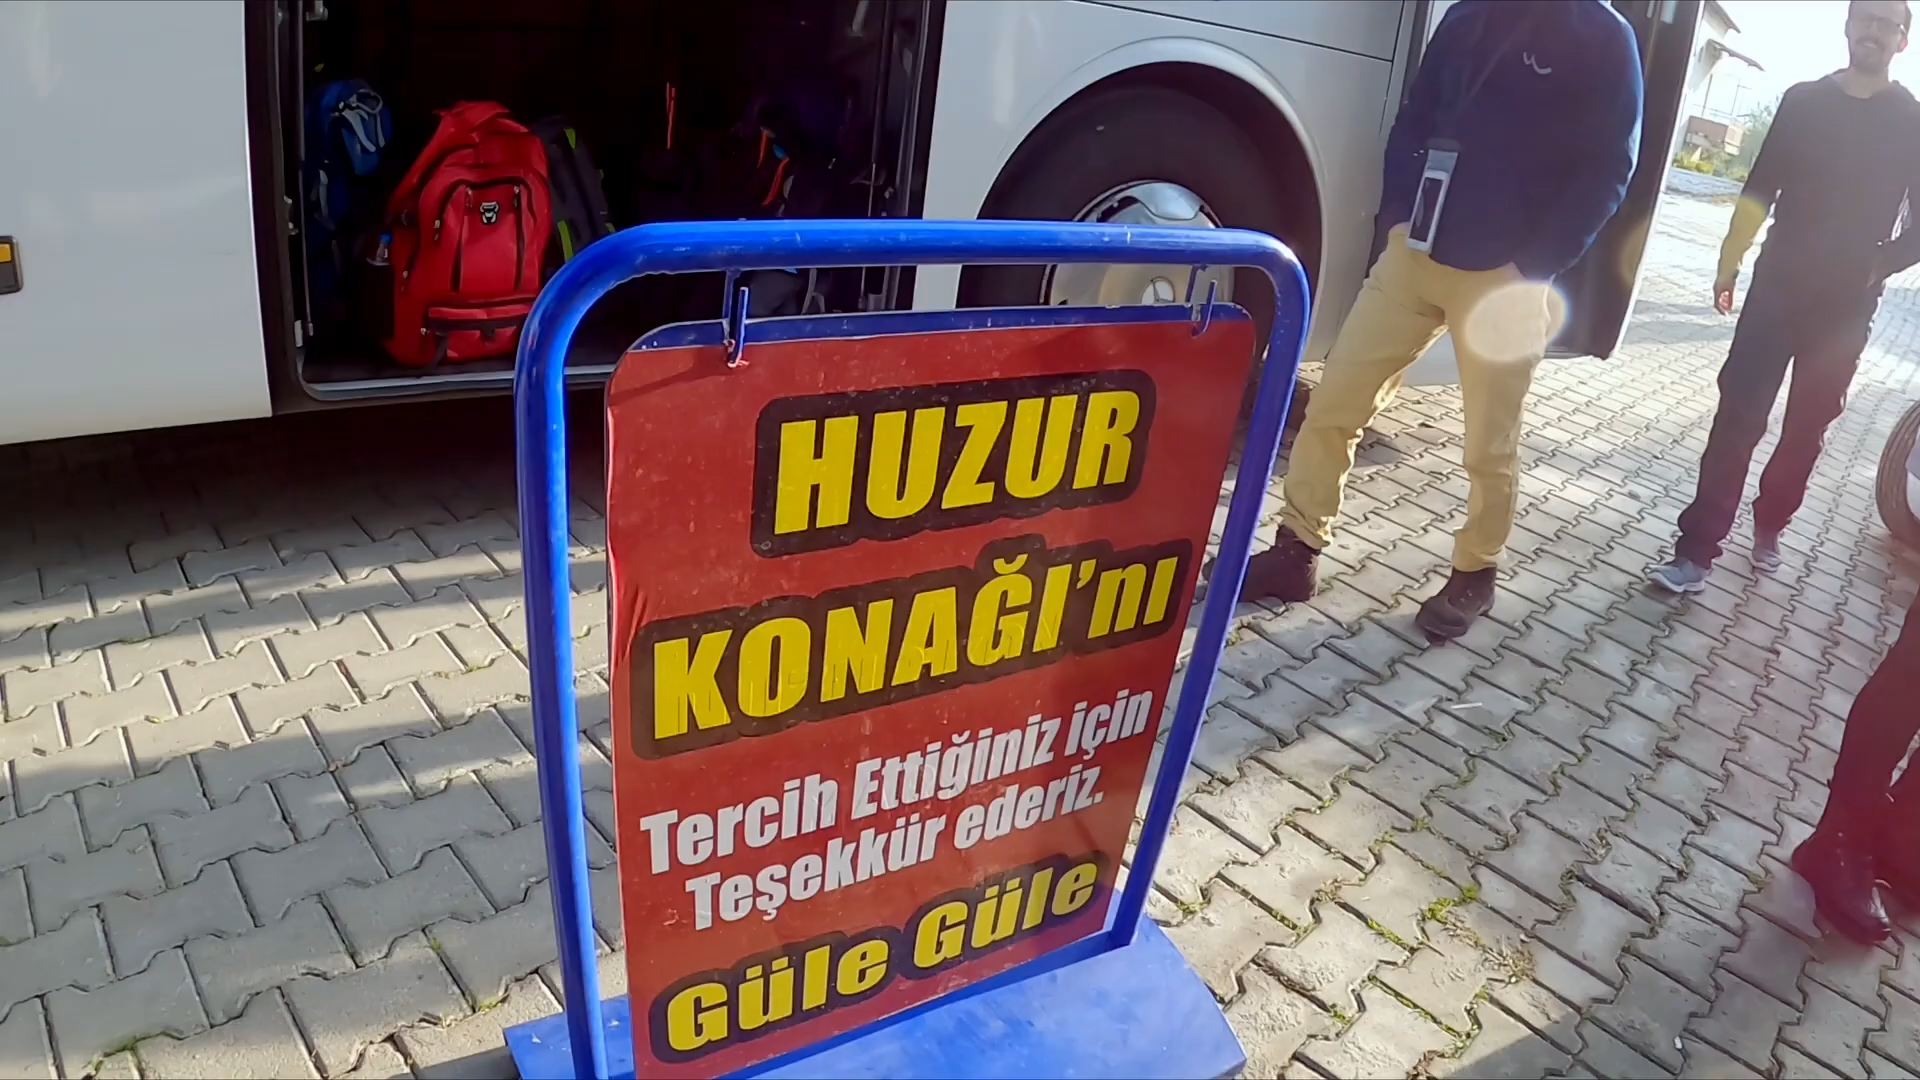 HUZUR
KONAĞI'nı
Tercih Ettiğiniz için
Teşekkür ederiz.
Güle Güle